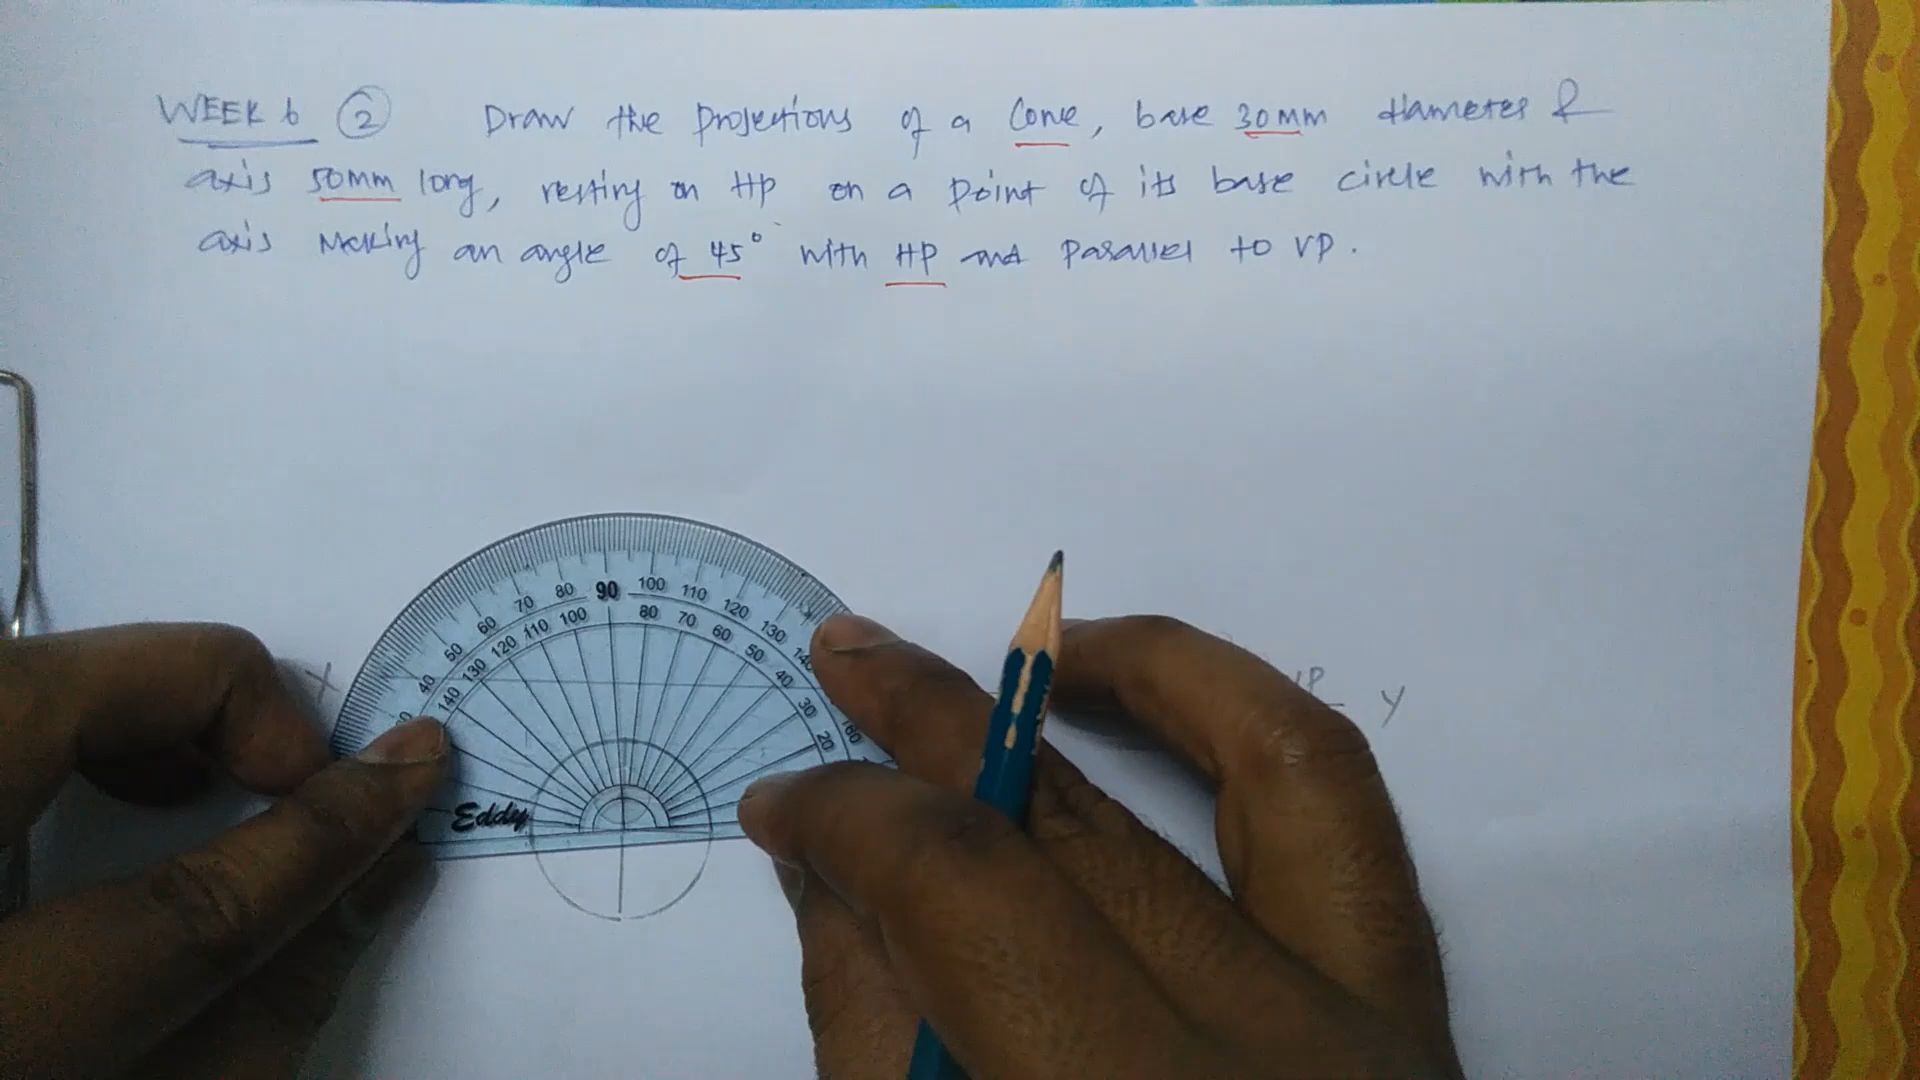 WEEK 6 ② Draw the projections of a Cone, base 30mm diameter &
axis 50mm long, resting on HP on a point of its base circle with the
axis making an angle of 45° with HP and parallel to VP.
90 100 110 120 130 140
80 70 60 50 40 30 20
40 50 60 70 80
140 130 120 110 100
160
X
VP
Y
Eddy